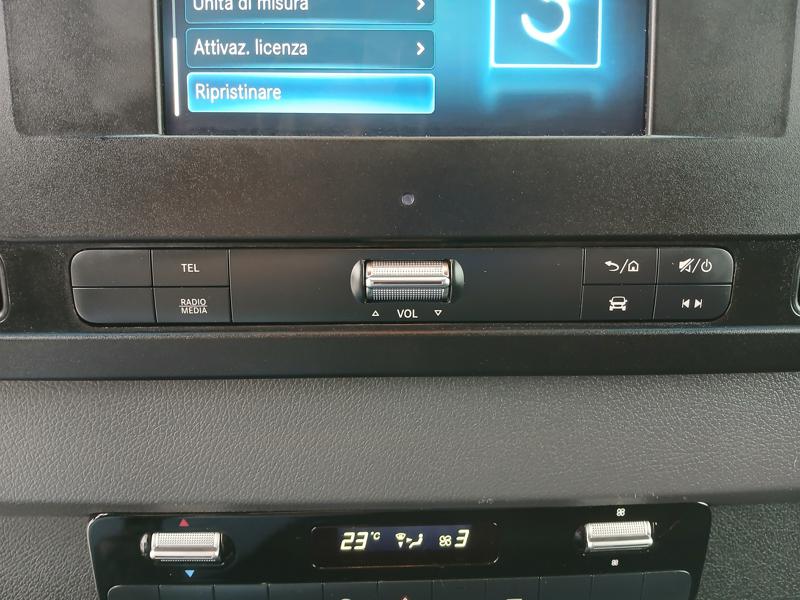 Unità di misura
Attivaz. licenza
Ripristinare
TEL
RADIO
MEDIA
VOL
23°C
3